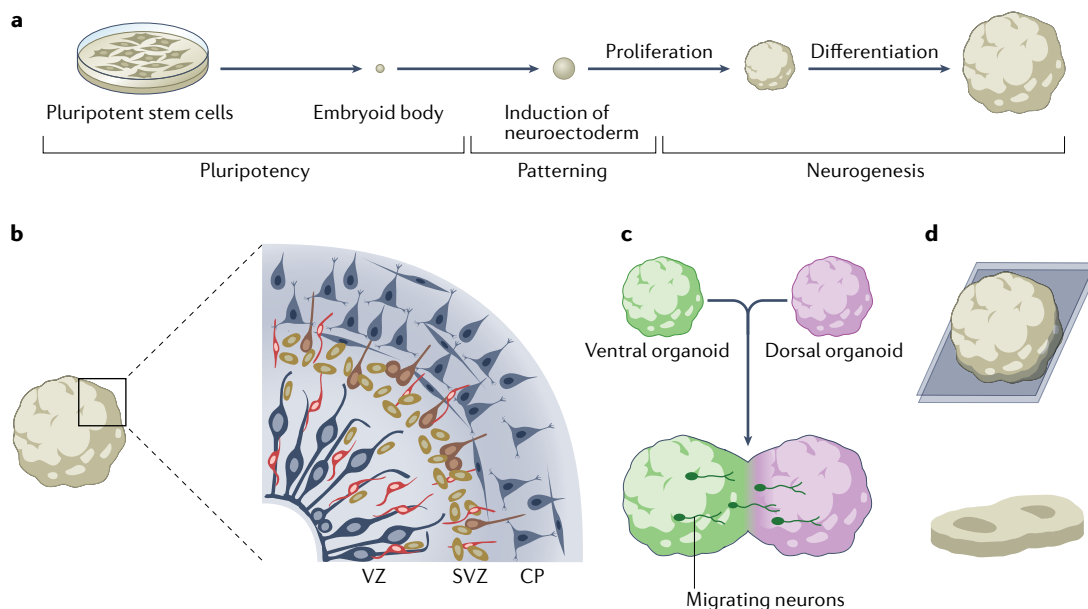 a
Proliferation
Differentiation
Pluripotent stem cells
Embryoid body
Induction of
neuroectoderm
Pluripotency
Patterning
Neurogenesis
b
VZ
SVZ
CP
c
Ventral organoid
Dorsal organoid
Migrating neurons
d